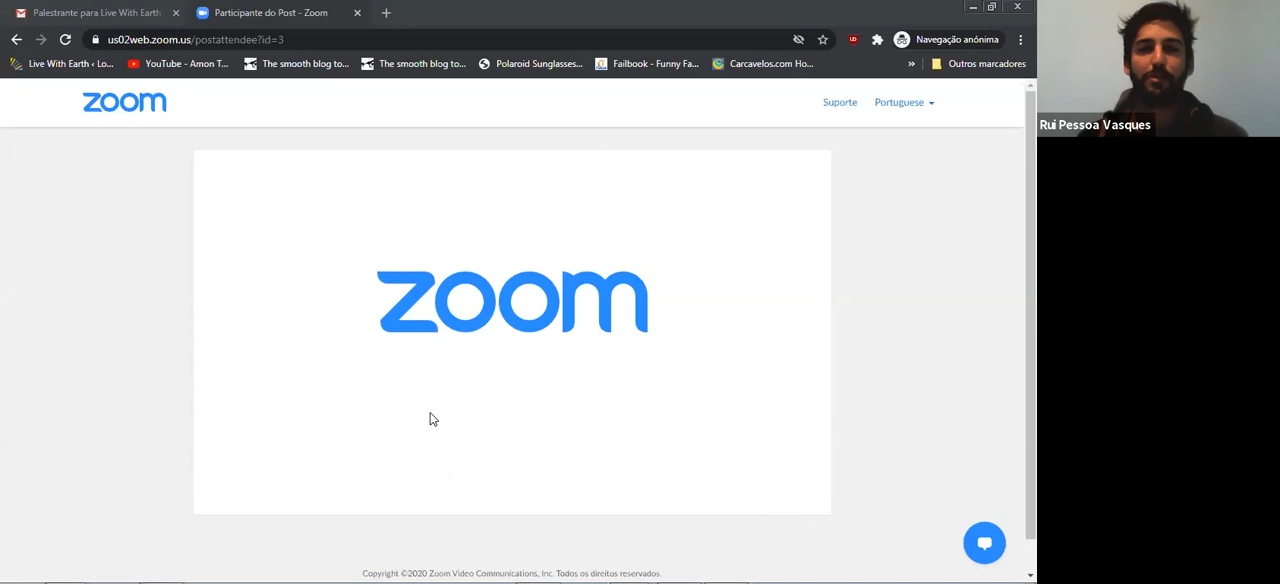 Palestrante para Live With Earth
Participante do Post - Zoom
us02web.zoom.us/postattendee?id=3
Navegação anónima
Live With Earth ‹ Lo...
YouTube - Amon T...
The smooth blog to...
The smooth blog to...
Polaroid Sunglasses...
Failbook - Funny Fa...
Carcavelos.com Ho...
»
Outros marcadores
zoom
Suporte
Portuguese
zoom
Copyright ©2020 Zoom Video Communications, Inc. Todos os direitos reservados.
Rui Pessoa Vasques